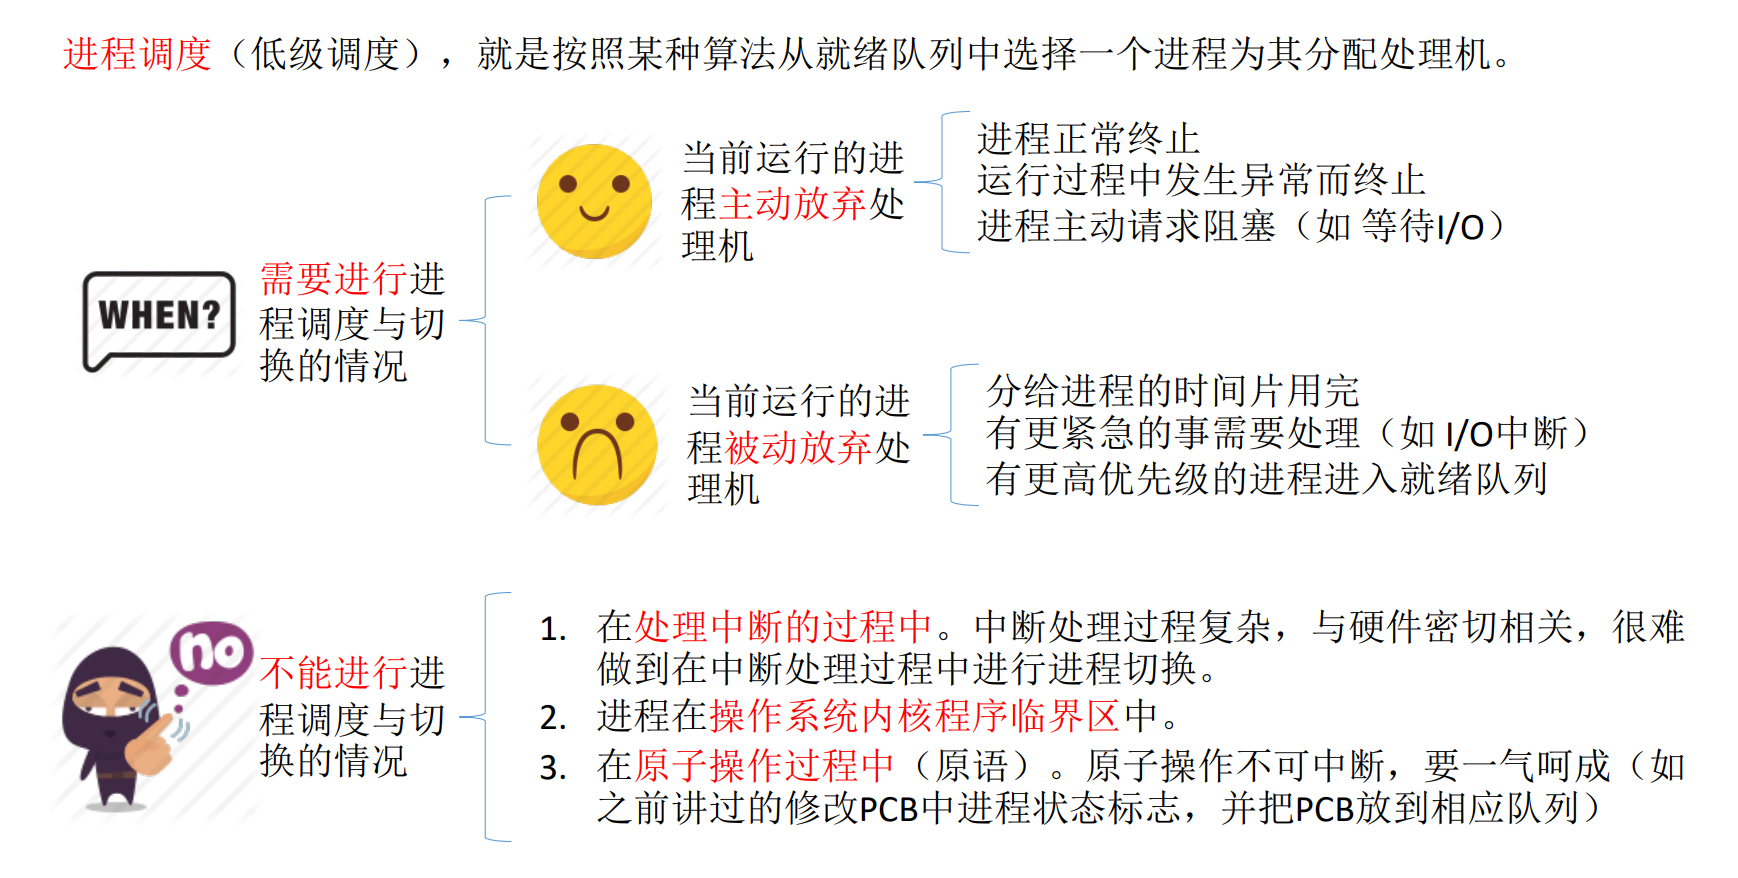 进程调度（低级调度），就是按照某种算法从就绪队列中选择一个进程为其分配处理机。
WHEN?
需要进行进
程调度与切
换的情况
当前运行的进
程主动放弃处
理机
进程正常终止
运行过程中发生异常而终止
进程主动请求阻塞（如 等待I/O）
当前运行的进
程被动放弃处
理机
分给进程的时间片用完
有更紧急的事需要处理（如 I/O中断）
有更高优先级的进程进入就绪队列
no
不能进行进
程调度与切
换的情况
1. 在处理中断的过程中。中断处理过程复杂，与硬件密切相关，很难
做到在中断处理过程中进行进程切换。
2. 进程在操作系统内核程序临界区中。
3. 在原子操作过程中（原语）。原子操作不可中断，要一气呵成（如
之前讲过的修改PCB中进程状态标志，并把PCB放到相应队列）